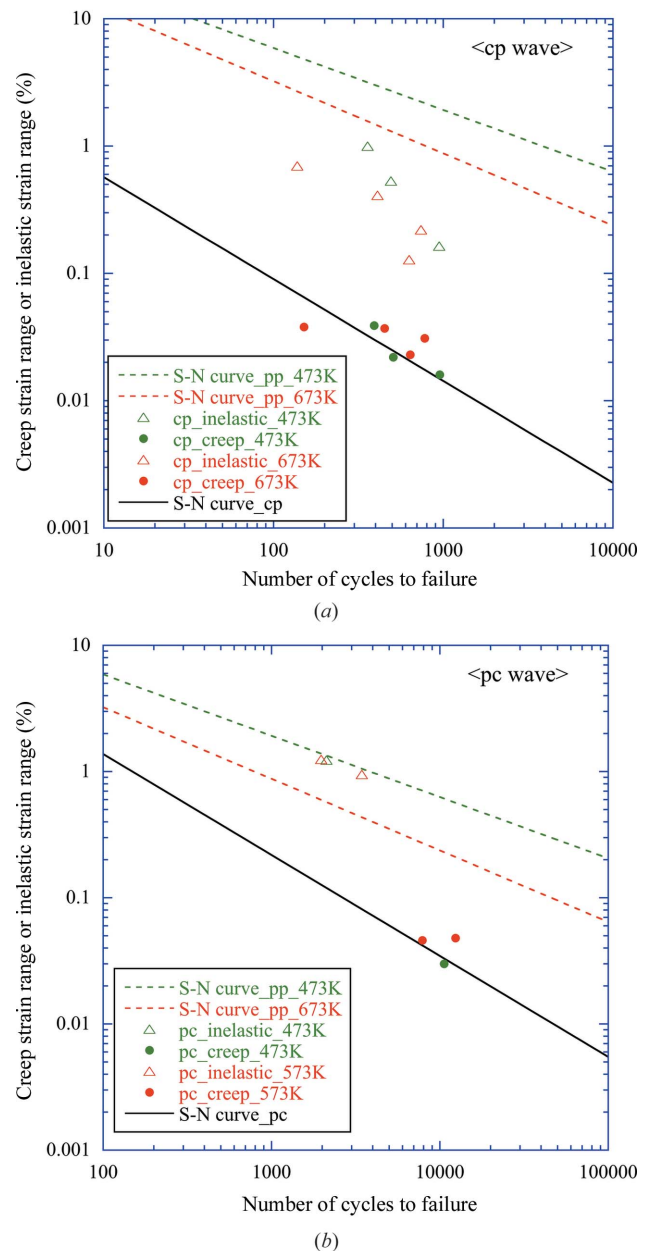 10
<cp wave>
1
0.1
0.01
0.001
Creep strain range or inelastic strain range (%)
S-N curve_pp_473K
S-N curve_pp_673K
cp_inelastic_473K
cp_creep_473K
cp_inelastic_673K
cp_creep_673K
S-N curve_cp
10 100 1000 10000
Number of cycles to failure
(a)
10
<pc wave>
1
0.1
0.01
0.001
Creep strain range or inelastic strain range (%)
S-N curve_pp_473K
S-N curve_pp_673K
pc_inelastic_473K
pc_creep_473K
pc_inelastic_573K
pc_creep_573K
S-N curve_pc
100 1000 10000 100000
Number of cycles to failure
(b)